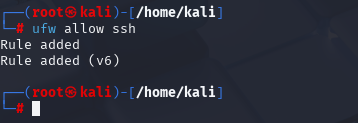 ┌──(root㉿kali)-[/home/kali]
└─# ufw allow ssh
Rule added
Rule added (v6)
┌──(root㉿kali)-[/home/kali]
└─#